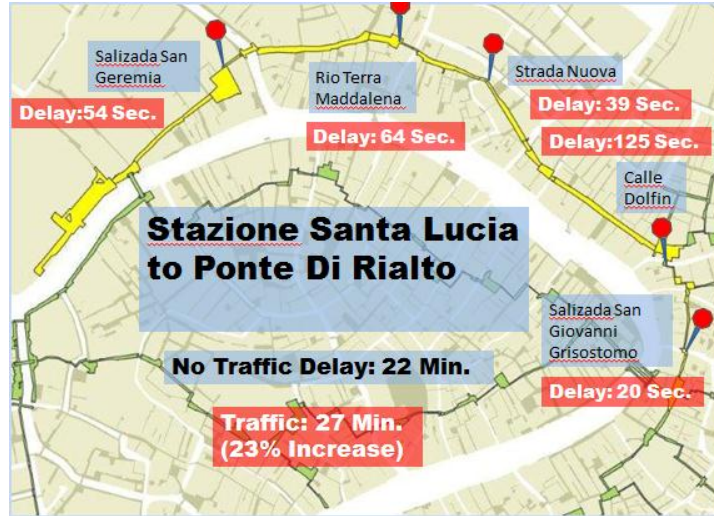 Salizada San
Geremia
Delay:54 Sec.
Rio Terra
Maddalena
Delay: 64 Sec.
Strada Nuova
Delay: 39 Sec.
Delay:125 Sec.
Calle
Dolfin
Stazione Santa Lucia
to Ponte Di Rialto
Salizada San
Giovanni
Grisostomo
Delay: 20 Sec.
No Traffic Delay: 22 Min.
Traffic: 27 Min.
(23% Increase)